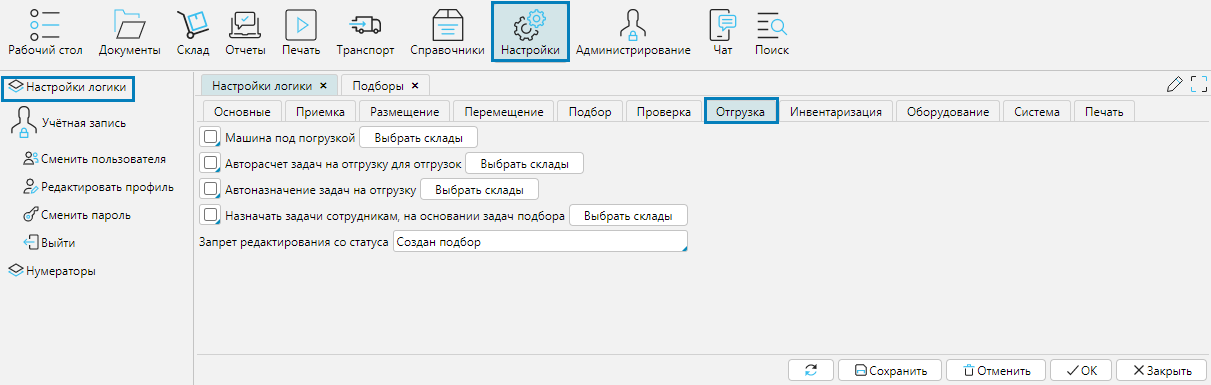 Рабочий стол Документы Склад Отчеты Печать Транспорт Справочники Настройки Администрирование Чат Поиск
Настройки логики
Учётная запись
Сменить пользователя
Редактировать профиль
Сменить пароль
Выйти
Нумераторы
Настройки логики × Подборы ×
Основные Приемка Размещение Перемещение Подбор Проверка Отгрузка Инвентаризация Оборудование Система Печать
Машина под погрузкой Выбрать склады
Авторасчет задач на отгрузку для отгрузок Выбрать склады
Автоназначение задач на отгрузку Выбрать склады
Назначать задачи сотрудникам, на основании задач подбора Выбрать склады
Запрет редактирования со статуса Создан подбор
Сохранить Отменить ОК Закрыть